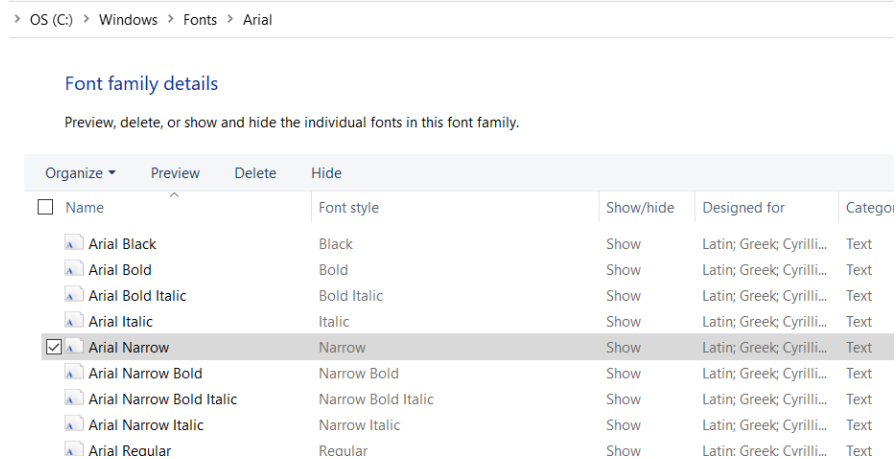 > OS (C:) > Windows > Fonts > Arial
Font family details
Preview, delete, or show and hide the individual fonts in this font family.
Organize Preview Delete Hide
Name Font style Show/hide Designed for Categor
Arial Black Black Show Latin; Greek; Cyrilli... Text
Arial Bold Bold Show Latin; Greek; Cyrilli... Text
Arial Bold Italic Bold Italic Show Latin; Greek; Cyrilli... Text
Arial Italic Italic Show Latin; Greek; Cyrilli... Text
Arial Narrow Narrow Show Latin; Greek; Cyrilli... Text
Arial Narrow Bold Narrow Bold Show Latin; Greek; Cyrilli... Text
Arial Narrow Bold Italic Narrow Bold Italic Show Latin; Greek; Cyrilli... Text
Arial Narrow Italic Narrow Italic Show Latin; Greek; Cyrilli... Text
Arial Regular Regular Show Latin; Greek; Cyrilli... Text